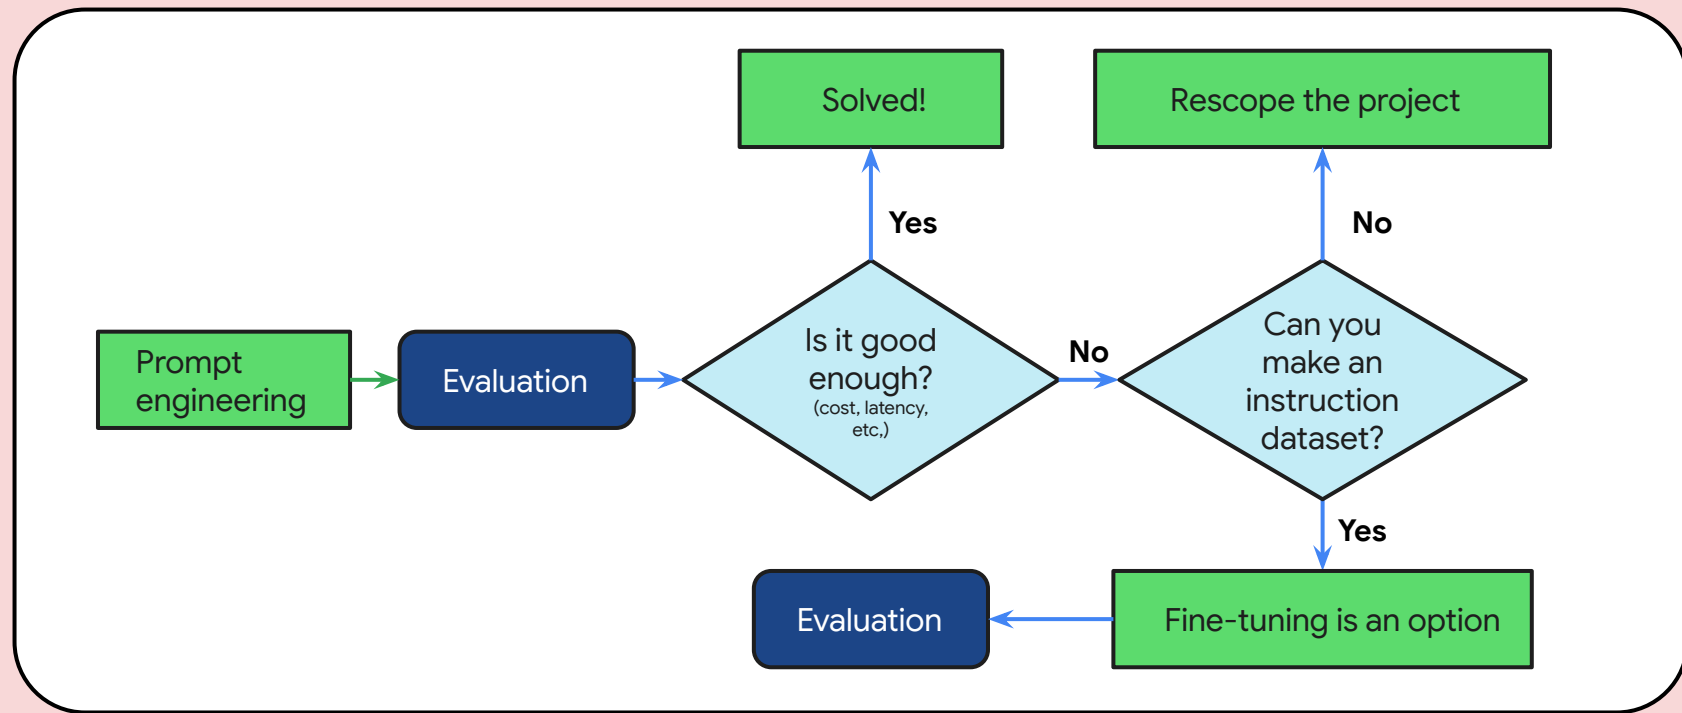 Solved!
Rescope the project
Yes
No
Prompt
engineering
Evaluation
Is it good
enough?
(cost, latency,
etc,)
No
Can you
make an
instruction
dataset?
Yes
Evaluation
Fine-tuning is an option